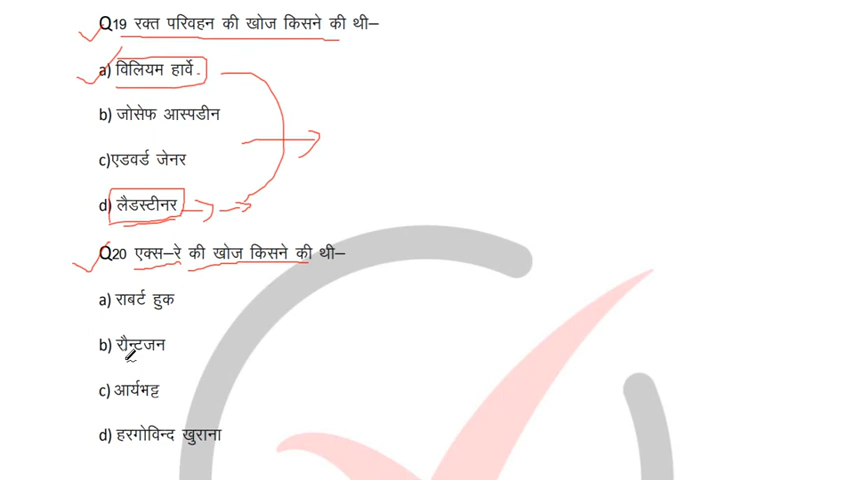 Q19 रक्त परिवहन की खोज किसने की थी–
a) विलियम हार्वे
b) जोसेफ आस्पडीन
c)एडवर्ड जेनर
d) लैडस्टीनर
Q20 एक्स–रे की खोज किसने की थी–
a) राबर्ट हुक
b) रौन्टजन
c) आर्यभट्ट
d) हरगोविन्द खुराना